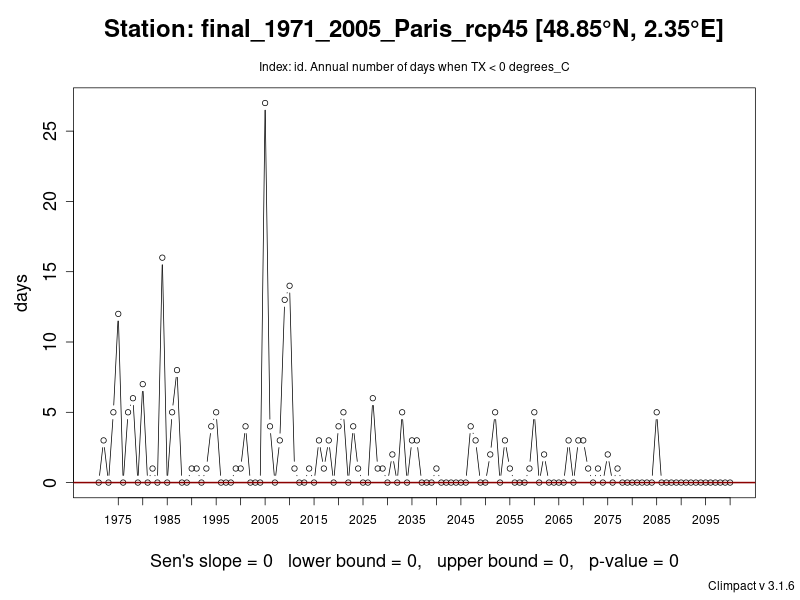 Station: final_1971_2005_Paris_rcp45 [48.85°N, 2.35°E]
Index: id. Annual number of days when TX < 0 degrees_C
days
25
20
15
10
5
0
1975 1985 1995 2005 2015 2025 2035 2045 2055 2065 2075 2085 2095
Sen's slope = 0 lower bound = 0, upper bound = 0, p-value = 0
Climpact v 3.1.6